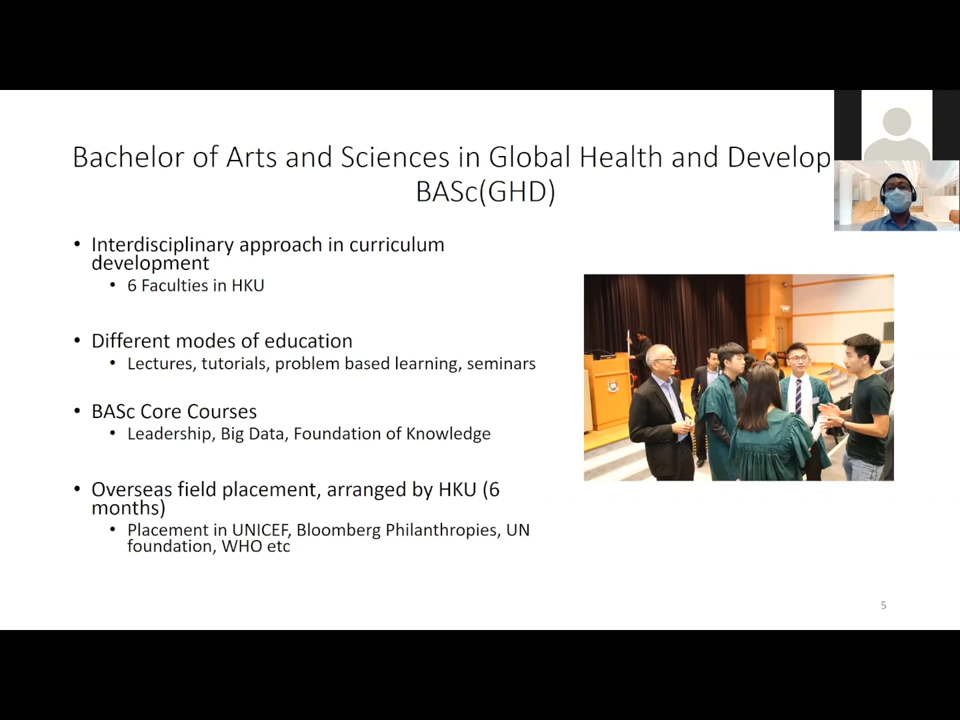 Bachelor of Arts and Sciences in Global Health and Develop
BASc(GHD)
• Interdisciplinary approach in curriculum
development
• 6 Faculties in HKU
• Different modes of education
• Lectures, tutorials, problem based learning, seminars
• BASc Core Courses
• Leadership, Big Data, Foundation of Knowledge
• Overseas field placement, arranged by HKU (6
months)
• Placement in UNICEF, Bloomberg Philanthropies, UN
foundation, WHO etc
5